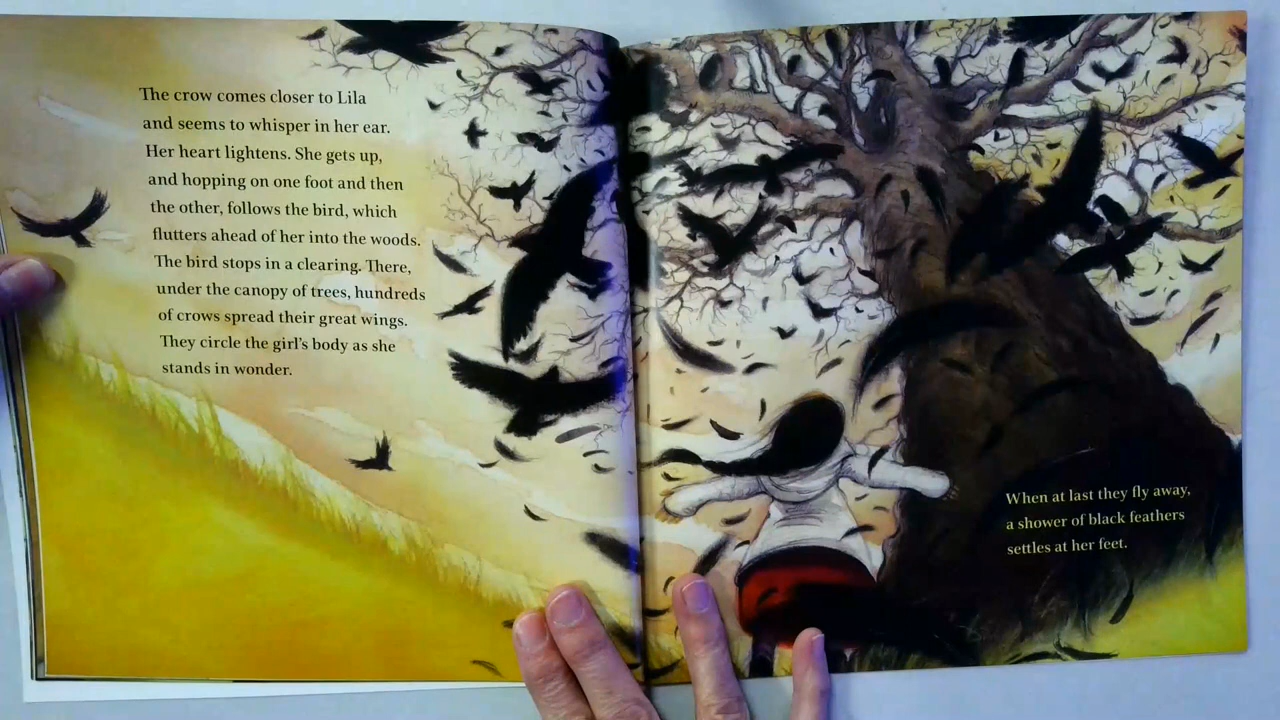 The crow comes closer to Lila
and seems to whisper in her ear.
Her heart lightens. She gets up,
and hopping on one foot and then
the other, follows the bird, which
flutters ahead of her into the woods.
The bird stops in a clearing. There,
under the canopy of trees, hundreds
of crows spread their great wings.
They circle the girl's body as she
stands in wonder.
When at last they fly away,
a shower of black feathers
settles at her feet.